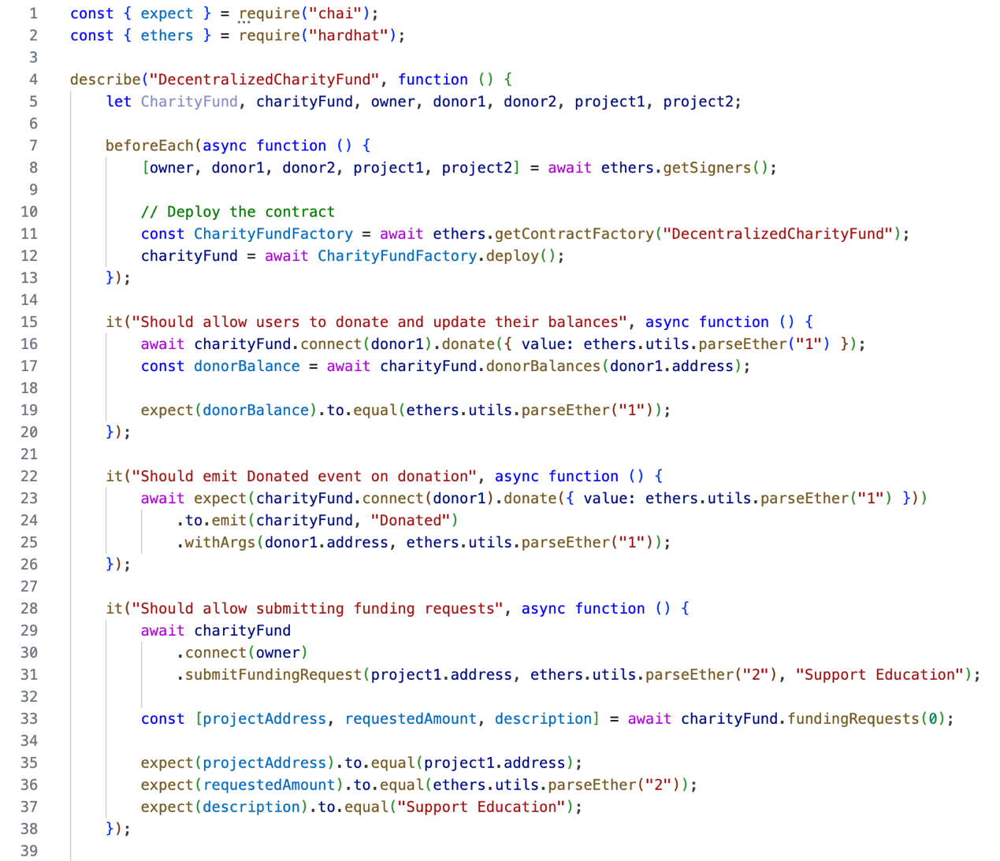 1 const { expect } = require("chai");
2 const { ethers } = require("hardhat");
3
4 describe("DecentralizedCharityFund", function () {
5     let CharityFund, charityFund, owner, donor1, donor2, project1, project2;
6
7     beforeEach(async function () {
8         [owner, donor1, donor2, project1, project2] = await ethers.getSigners();
9
10         // Deploy the contract
11         const CharityFundFactory = await ethers.getContractFactory("DecentralizedCharityFund");
12         charityFund = await CharityFundFactory.deploy();
13     });
14
15     it("Should allow users to donate and update their balances", async function () {
16         await charityFund.connect(donor1).donate({ value: ethers.utils.parseEther("1") });
17         const donorBalance = await charityFund.donorBalances(donor1.address);
18
19         expect(donorBalance).to.equal(ethers.utils.parseEther("1"));
20     });
21
22     it("Should emit Donated event on donation", async function () {
23         await expect(charityFund.connect(donor1).donate({ value: ethers.utils.parseEther("1") }))
24             .to.emit(charityFund, "Donated")
25             .withArgs(donor1.address, ethers.utils.parseEther("1"));
26     });
27
28     it("Should allow submitting funding requests", async function () {
29         await charityFund
30             .connect(owner)
31             .submitFundingRequest(project1.address, ethers.utils.parseEther("2"), "Support Education");
32
33         const [projectAddress, requestedAmount, description] = await charityFund.fundingRequests(0);
34
35         expect(projectAddress).to.equal(project1.address);
36         expect(requestedAmount).to.equal(ethers.utils.parseEther("2"));
37         expect(description).to.equal("Support Education");
38     });
39